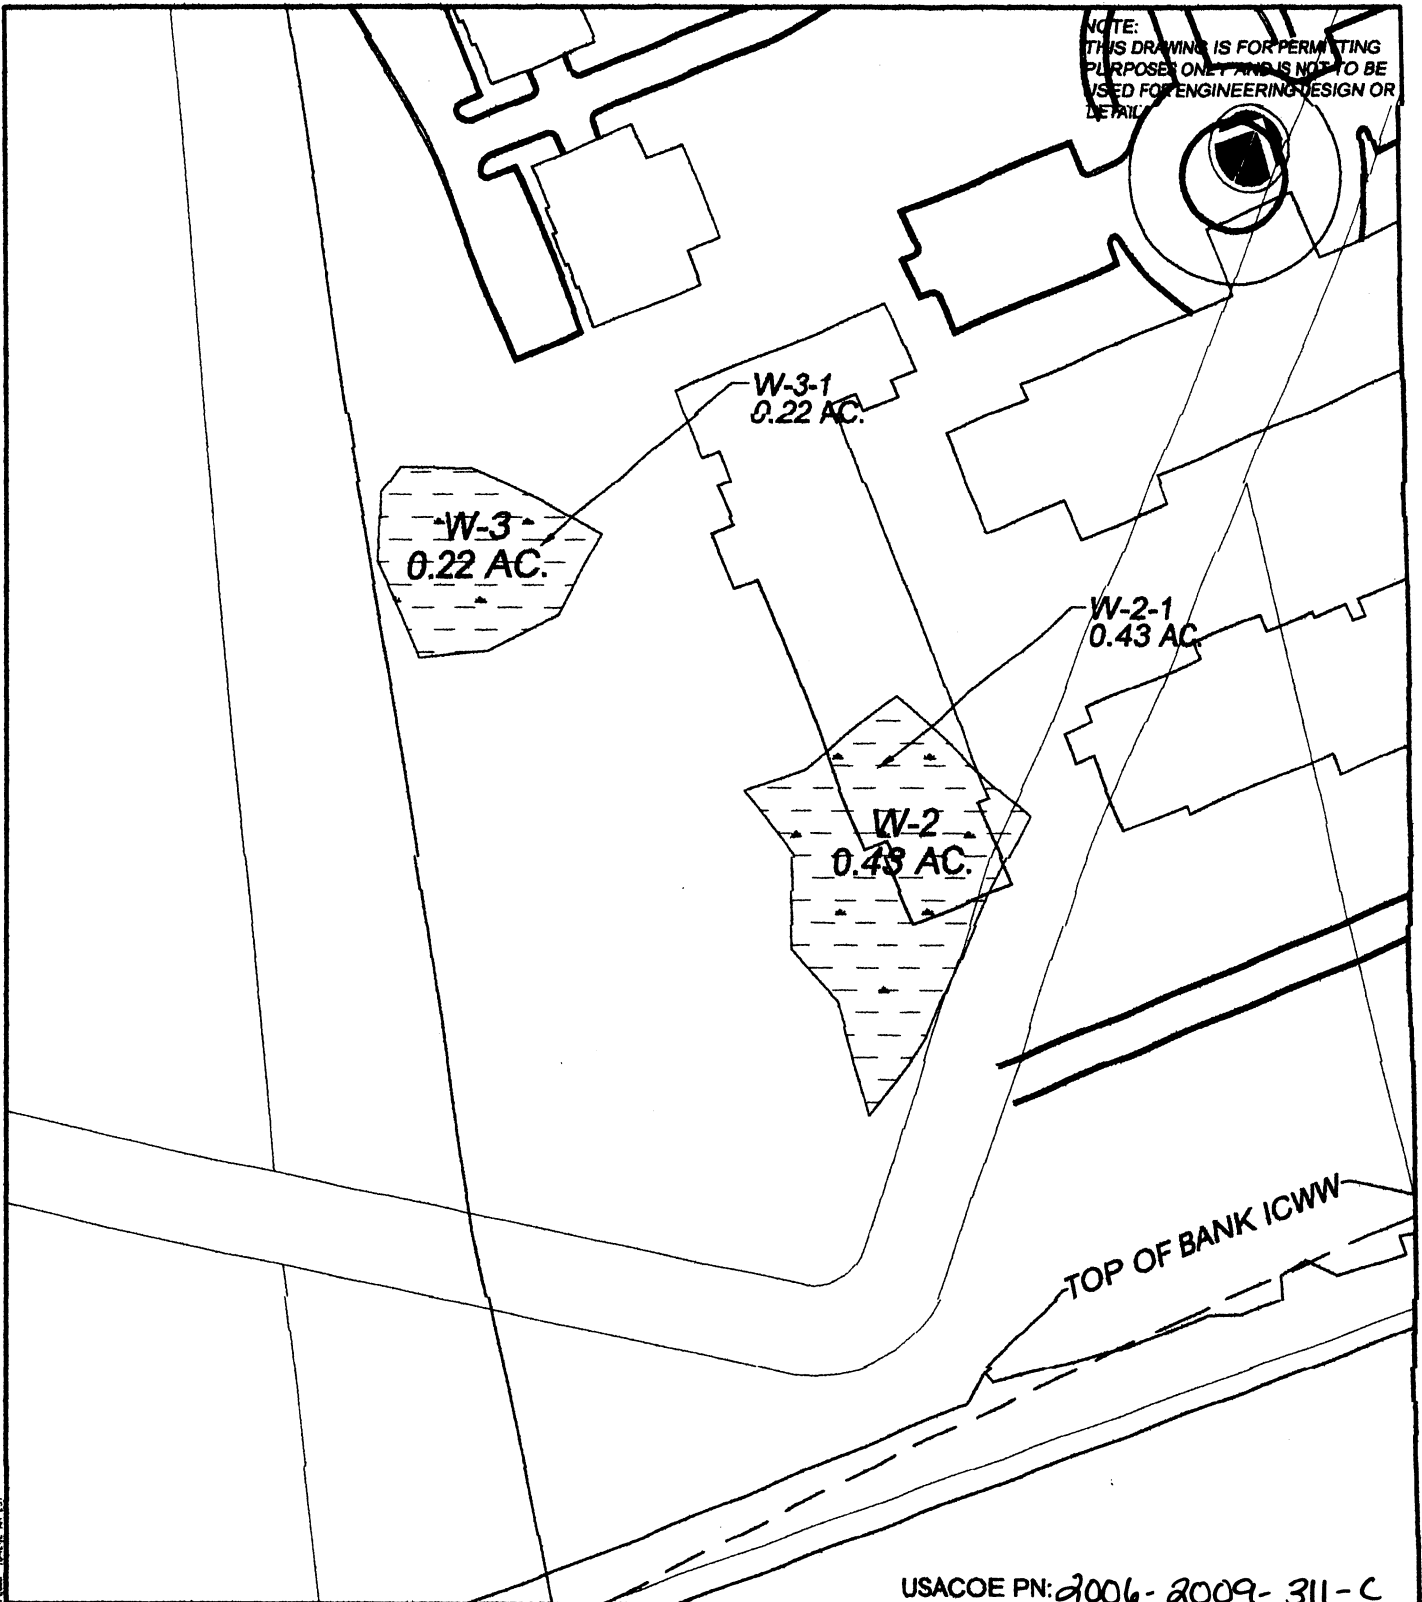 NOTE:
THIS DRAWING IS FOR PERMITTING
PURPOSES ONLY AND IS NOT TO BE
USED FOR ENGINEERING DESIGN OR
DETAIL
W-3-1
0.22 AC.
W-3
0.22 AC.
W-2-1
0.43 AC.
W-2
0.43 AC.
TOP OF BANK ICWW
USACOE PN: 2006-2009-311-C